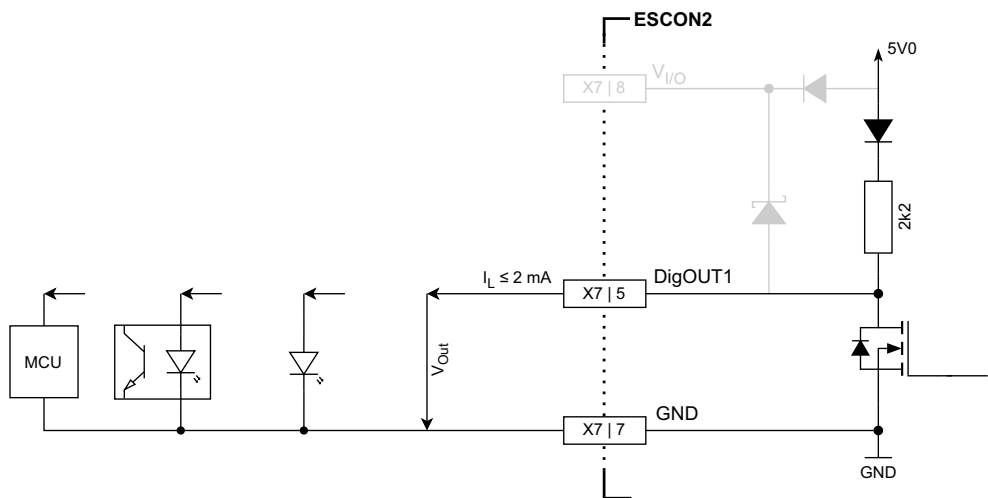 ESCON2
5V0
X7 | 8
V_I/O
2k2
I_L ≤ 2 mA
X7 | 5
DigOUT1
MCU
V_Out
X7 | 7
GND
GND